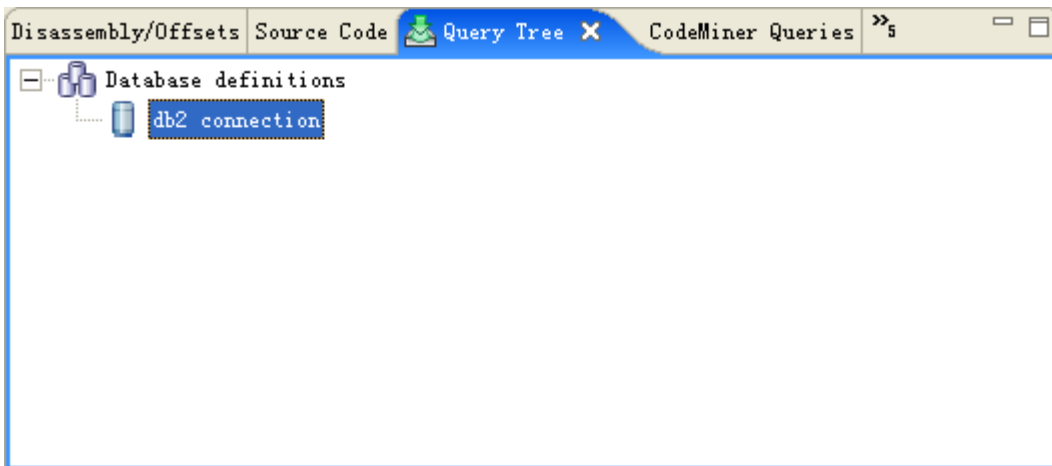 Disassembly/Offsets Source Code Query Tree CodeMiner Queries »5
Database definitions
db2 connection